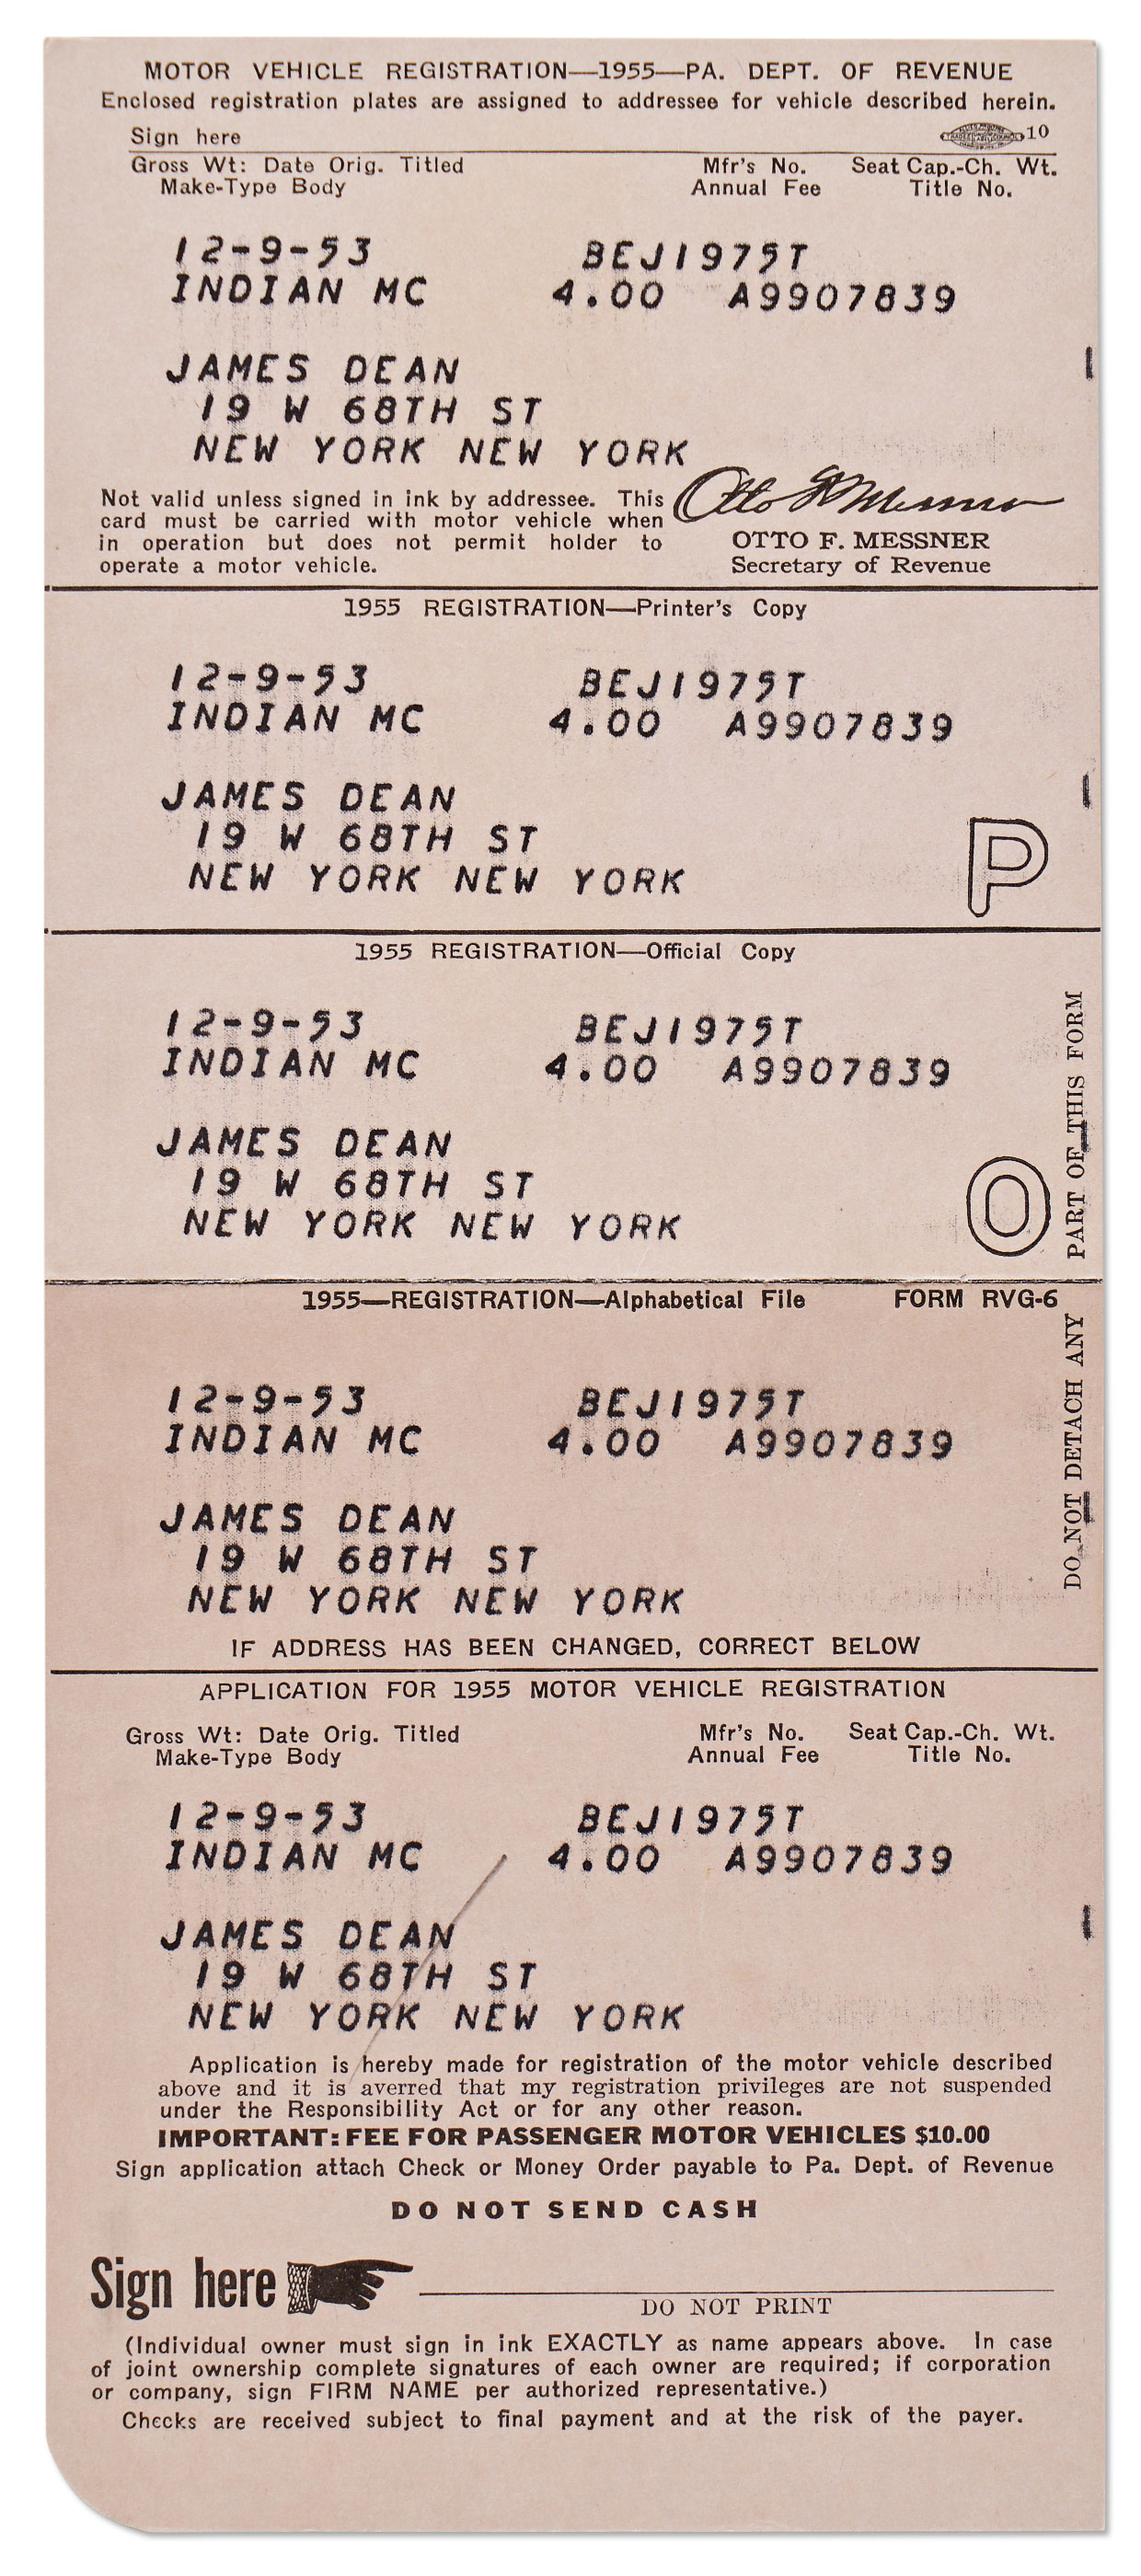 MOTOR VEHICLE REGISTRATION—1955—PA. DEPT. OF REVENUE
Enclosed registration plates are assigned to addressee for vehicle described herein.
Sign here 10
Gross Wt: Date Orig. Titled Mfr's No. Seat Cap.-Ch. Wt.
Make-Type Body Annual Fee Title No.
12-9-53 BEJ1975T
INDIAN MC 4.00 A9907839
JAMES DEAN
19 W 68TH ST
NEW YORK NEW YORK
Not valid unless signed in ink by addressee. This
card must be carried with motor vehicle when
in operation but does not permit holder to
operate a motor vehicle.
Otto F. Messner
OTTO F. MESSNER
Secretary of Revenue
1955 REGISTRATION—Printer's Copy
12-9-53 BEJ1975T
INDIAN MC 4.00 A9907839
JAMES DEAN
19 W 68TH ST
NEW YORK NEW YORK
P
1955 REGISTRATION—Official Copy
12-9-53 BEJ1975T
INDIAN MC 4.00 A9907839
JAMES DEAN
19 W 68TH ST
NEW YORK NEW YORK
O
1955—REGISTRATION—Alphabetical File FORM RVG-6
DO NOT DETACH ANY PART OF THIS FORM
12-9-53 BEJ1975T
INDIAN MC 4.00 A9907839
JAMES DEAN
19 W 68TH ST
NEW YORK NEW YORK
IF ADDRESS HAS BEEN CHANGED, CORRECT BELOW
APPLICATION FOR 1955 MOTOR VEHICLE REGISTRATION
Gross Wt: Date Orig. Titled Mfr's No. Seat Cap.-Ch. Wt.
Make-Type Body Annual Fee Title No.
12-9-53 BEJ1975T
INDIAN MC 4.00 A9907839
JAMES DEAN
19 W 68TH ST
NEW YORK NEW YORK
Application is hereby made for registration of the motor vehicle described
above and it is averred that my registration privileges are not suspended
under the Responsibility Act or for any other reason.
IMPORTANT: FEE FOR PASSENGER MOTOR VEHICLES $10.00
Sign application attach Check or Money Order payable to Pa. Dept. of Revenue
DO NOT SEND CASH
Sign here
DO NOT PRINT
(Individual owner must sign in ink EXACTLY as name appears above. In case
of joint ownership complete signatures of each owner are required; if corporation
or company, sign FIRM NAME per authorized representative.)
Checks are received subject to final payment and at the risk of the payer.